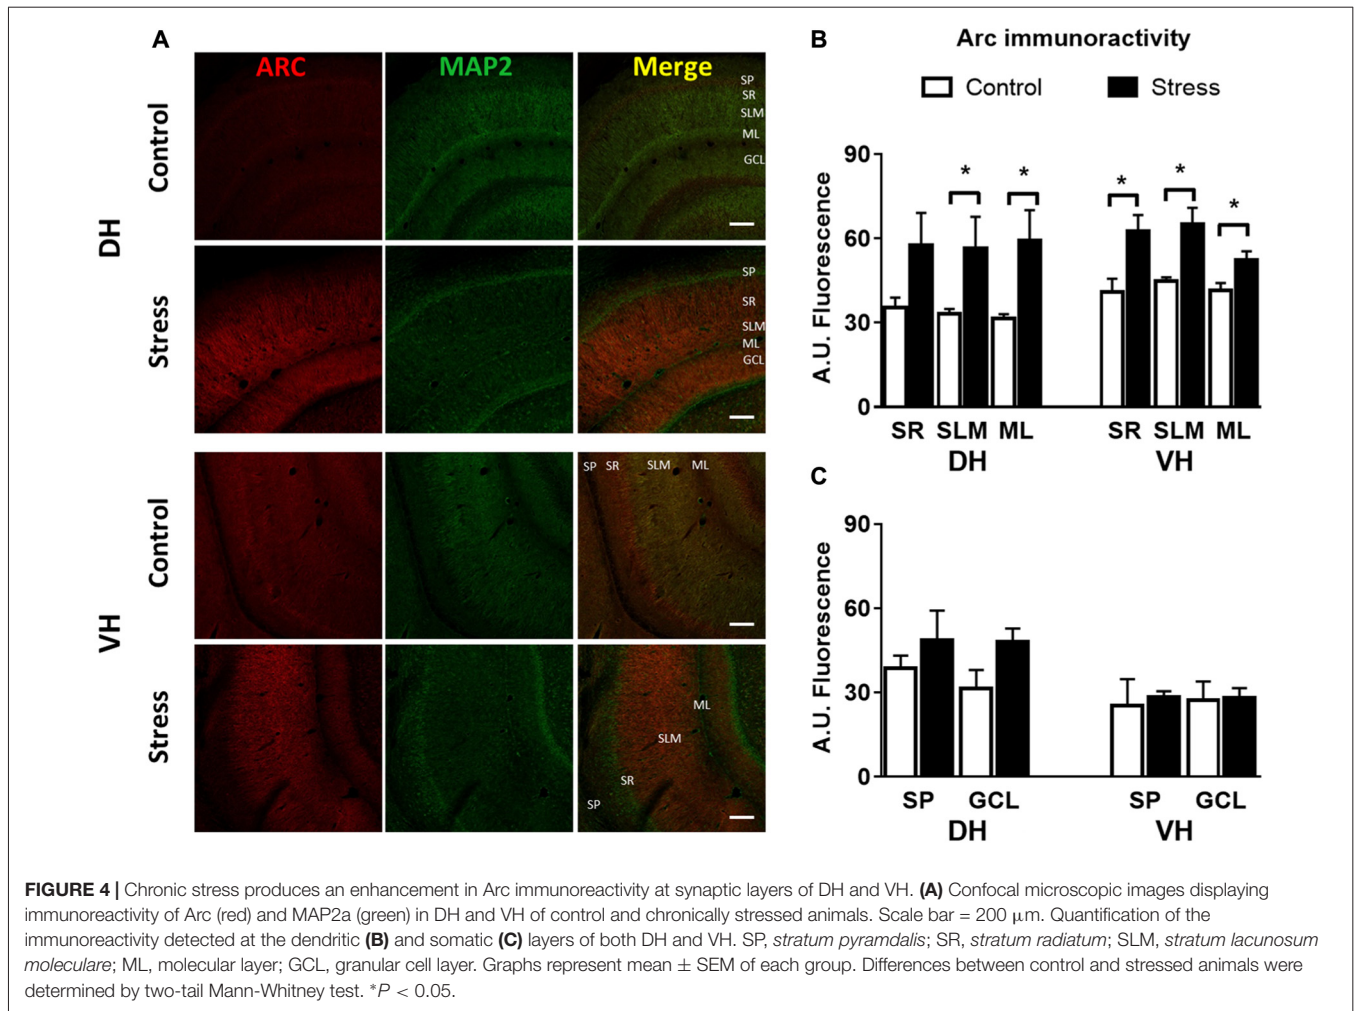 A
ARC
MAP2
Merge
DH
Control
SP
SR
SLM
ML
GCL
Stress
SP
SR
SLM
ML
GCL
VH
Control
SP SR SLM ML
Stress
ML
SLM
SR
SP
B
Arc immunoractivity
Control Stress
A.U. Fluorescence
90
60
30
0
* * * * *
SR SLM ML SR SLM ML
DH VH
C
A.U. Fluorescence
90
60
30
0
SP GCL SP GCL
DH VH
FIGURE 4 | Chronic stress produces an enhancement in Arc immunoreactivity at synaptic layers of DH and VH. (A) Confocal microscopic images displaying
immunoreactivity of Arc (red) and MAP2a (green) in DH and VH of control and chronically stressed animals. Scale bar = 200 μm. Quantification of the
immunoreactivity detected at the dendritic (B) and somatic (C) layers of both DH and VH. SP, stratum pyramdalis; SR, stratum radiatum; SLM, stratum lacunosum
moleculare; ML, molecular layer; GCL, granular cell layer. Graphs represent mean ± SEM of each group. Differences between control and stressed animals were
determined by two-tail Mann-Whitney test. *P < 0.05.